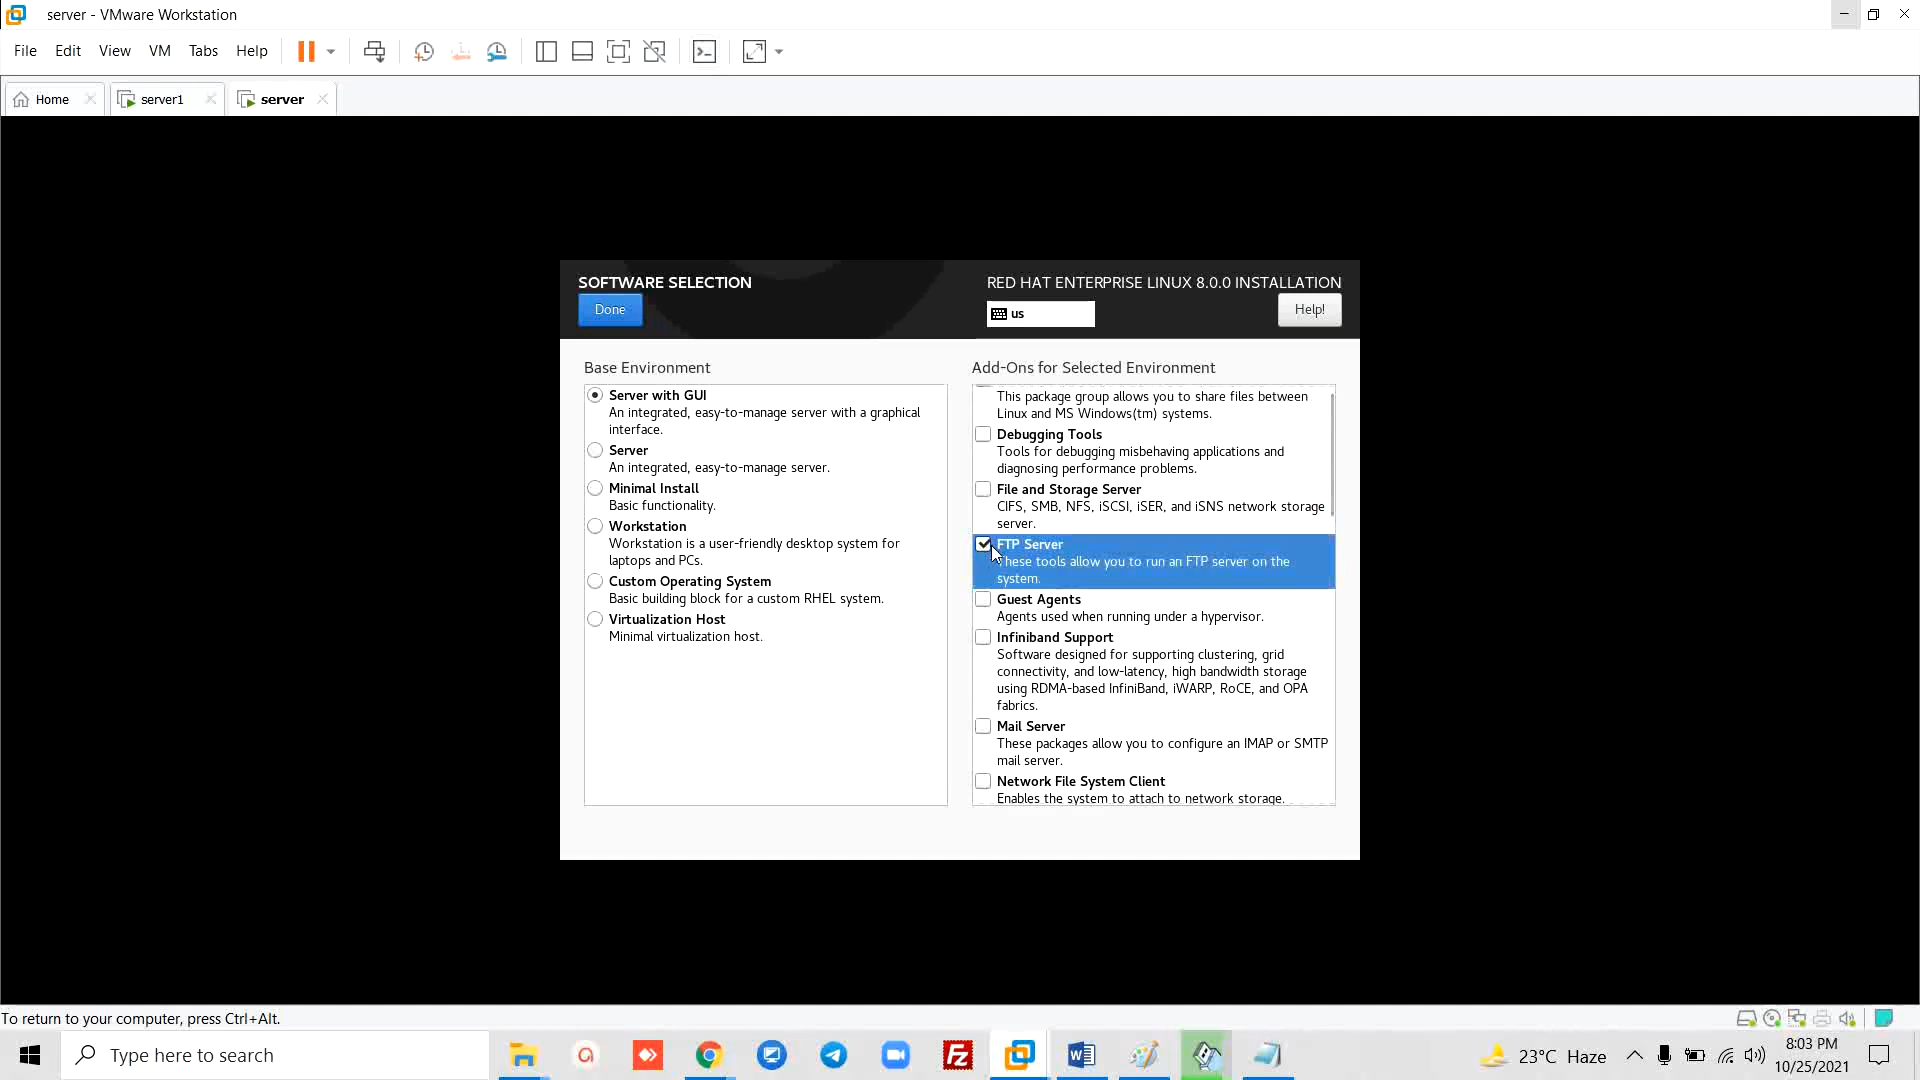 server - VMware Workstation
File Edit View VM Tabs Help
Home server1 server
SOFTWARE SELECTION
RED HAT ENTERPRISE LINUX 8.0.0 INSTALLATION
Done
us
Help!
Base Environment
Server with GUI
An integrated, easy-to-manage server with a graphical
interface.
Server
An integrated, easy-to-manage server.
Minimal Install
Basic functionality.
Workstation
Workstation is a user-friendly desktop system for
laptops and PCs.
Custom Operating System
Basic building block for a custom RHEL system.
Virtualization Host
Minimal virtualization host.
Add-Ons for Selected Environment
This package group allows you to share files between
Linux and MS Windows(tm) systems.
Debugging Tools
Tools for debugging misbehaving applications and
diagnosing performance problems.
File and Storage Server
CIFS, SMB, NFS, iSCSI, iSER, and iSNS network storage
server.
FTP Server
These tools allow you to run an FTP server on the
system.
Guest Agents
Agents used when running under a hypervisor.
Infiniband Support
Software designed for supporting clustering, grid
connectivity, and low-latency, high bandwidth storage
using RDMA-based InfiniBand, iWARP, RoCE, and OPA
fabrics.
Mail Server
These packages allow you to configure an IMAP or SMTP
mail server.
Network File System Client
Enables the system to attach to network storage.
To return to your computer, press Ctrl+Alt.
Type here to search
23°C Haze
8:03 PM
10/25/2021